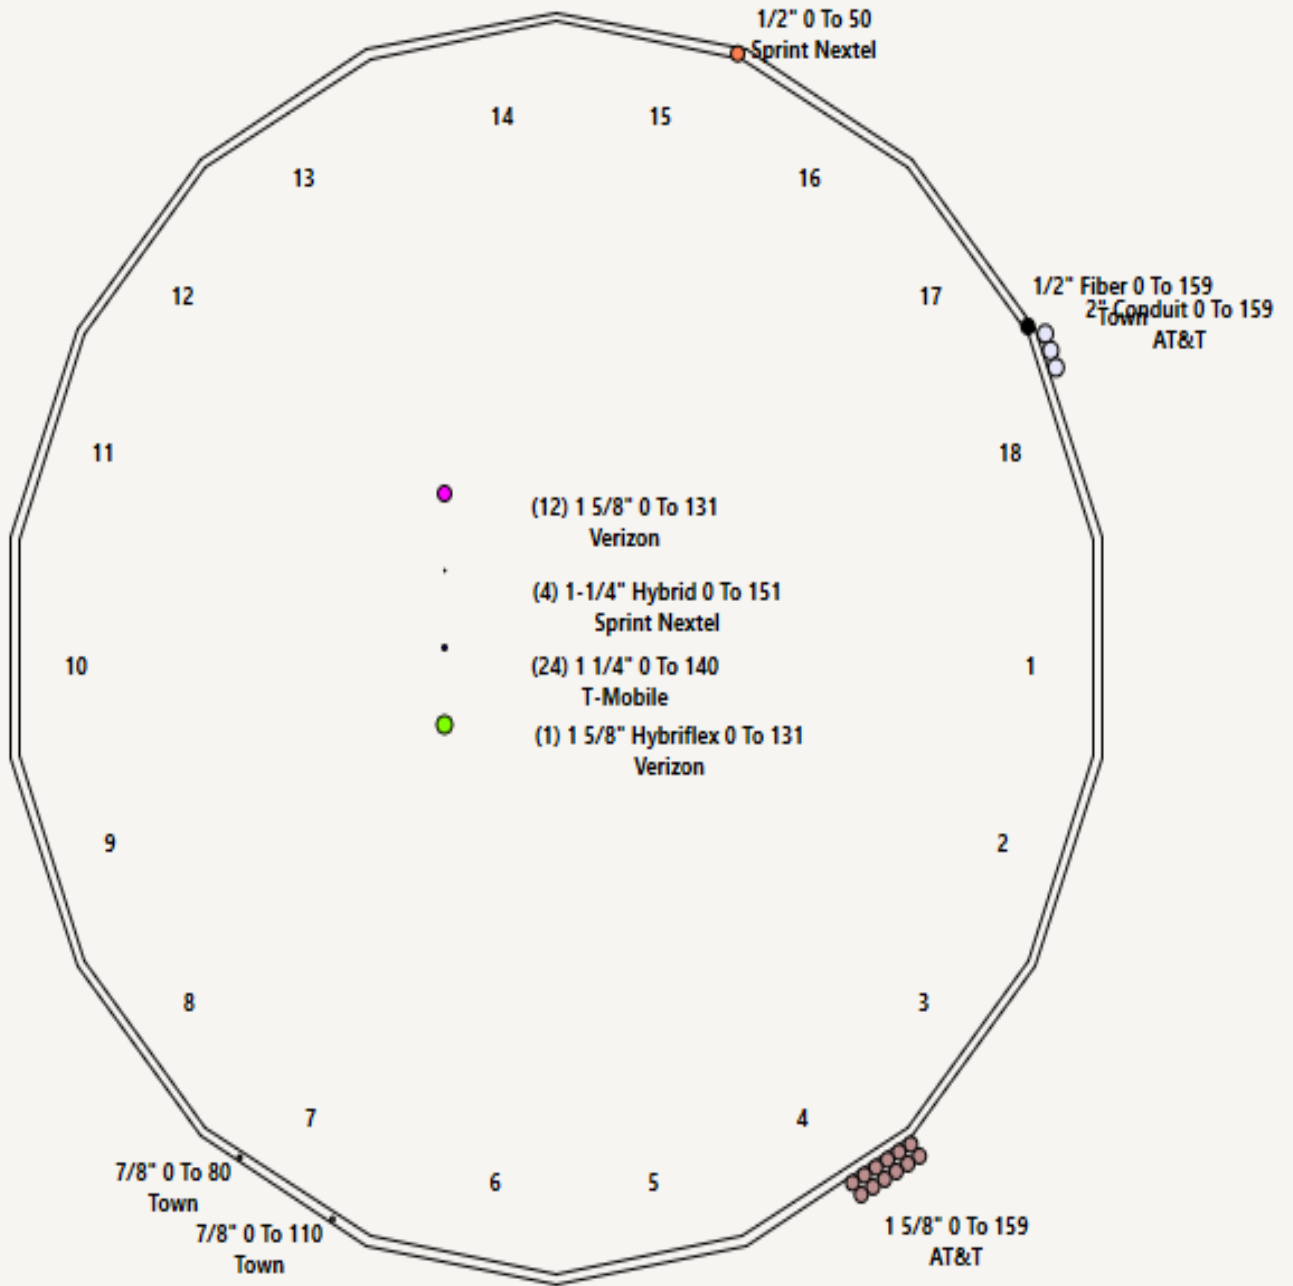 1/2" 0 To 50
Sprint Nextel
14
15
13
16
12
17
1/2" Fiber 0 To 159
Town
2" Conduit 0 To 159
AT&T
11
18
(12) 1 5/8" 0 To 131
Verizon
(4) 1-1/4" Hybrid 0 To 151
Sprint Nextel
10
(24) 1 1/4" 0 To 140
T-Mobile
1
(1) 1 5/8" Hybriflex 0 To 131
Verizon
9
2
8
3
7
4
7/8" 0 To 80
Town
6
5
7/8" 0 To 110
Town
1 5/8" 0 To 159
AT&T